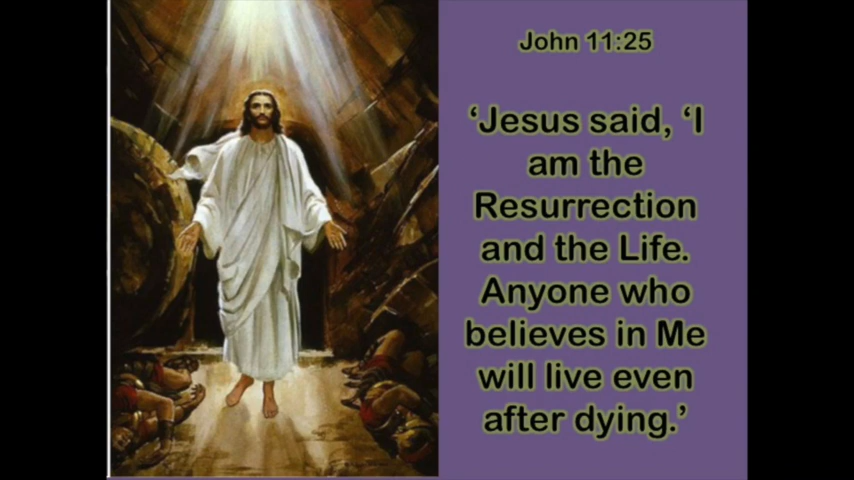 John 11:25
‘Jesus said, ‘I
am the
Resurrection
and the Life.
Anyone who
believes in Me
will live even
after dying.’